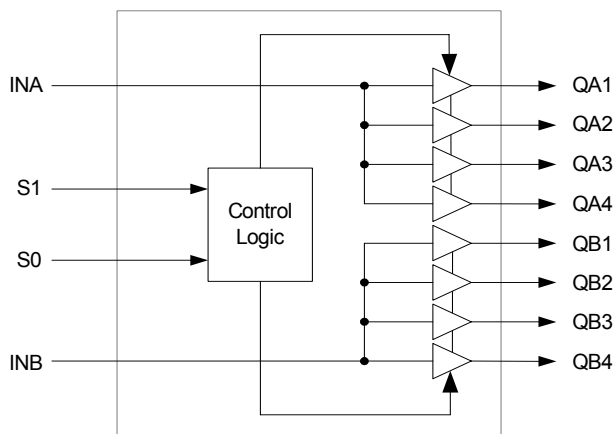 INA
S1
S0
INB
Control
Logic
QA1
QA2
QA3
QA4
QB1
QB2
QB3
QB4